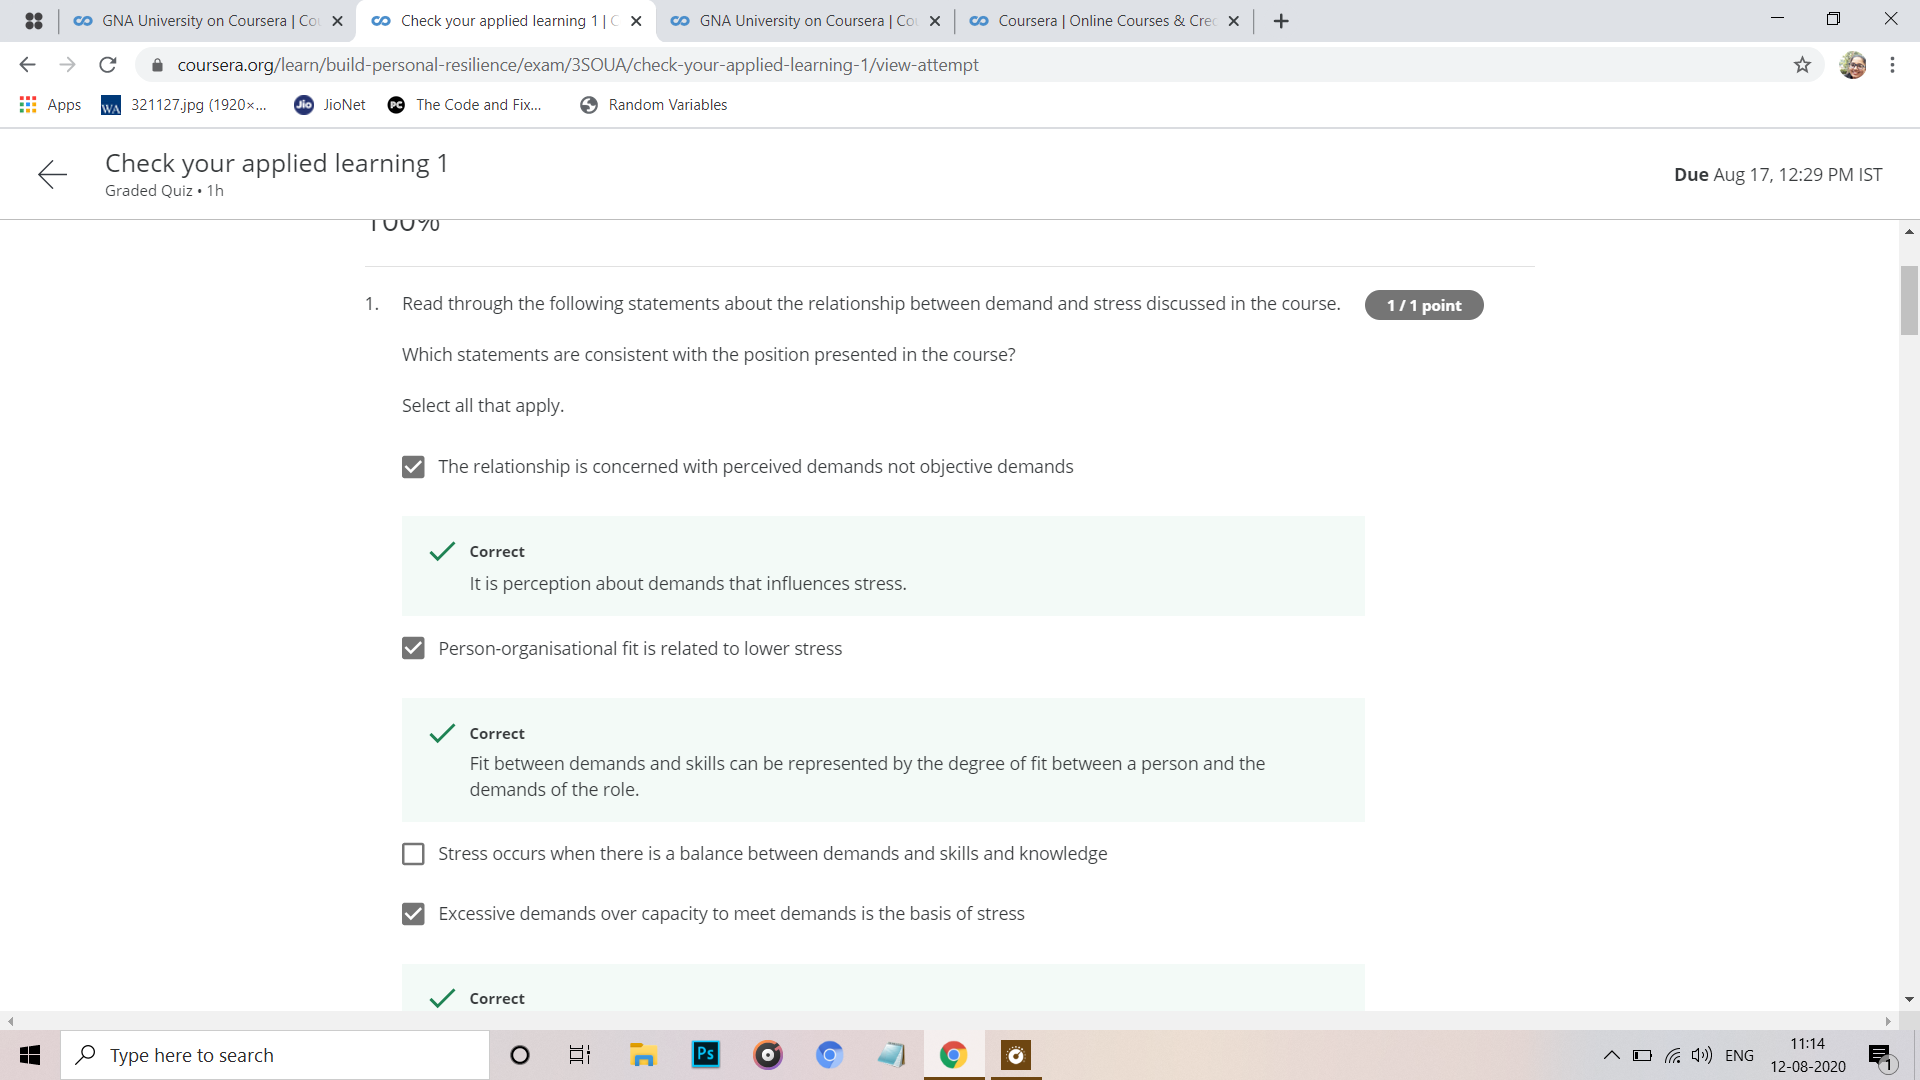 GNA University on Coursera | Co
Check your applied learning 1 | C
GNA University on Coursera | Co
Coursera | Online Courses & Cre
coursera.org/learn/build-personal-resilience/exam/3SOUA/check-your-applied-learning-1/view-attempt
Apps
WA
321127.jpg (1920×...
Jio
JioNet
PC
The Code and Fix...
Random Variables
Check your applied learning 1
Graded Quiz • 1h
Due Aug 17, 12:29 PM IST
100%
1. Read through the following statements about the relationship between demand and stress discussed in the course.
1 / 1 point
Which statements are consistent with the position presented in the course?
Select all that apply.
The relationship is concerned with perceived demands not objective demands
Correct
It is perception about demands that influences stress.
Person-organisational fit is related to lower stress
Correct
Fit between demands and skills can be represented by the degree of fit between a person and the
demands of the role.
Stress occurs when there is a balance between demands and skills and knowledge
Excessive demands over capacity to meet demands is the basis of stress
Correct
Type here to search
Ps
ENG
11:14
12-08-2020
1